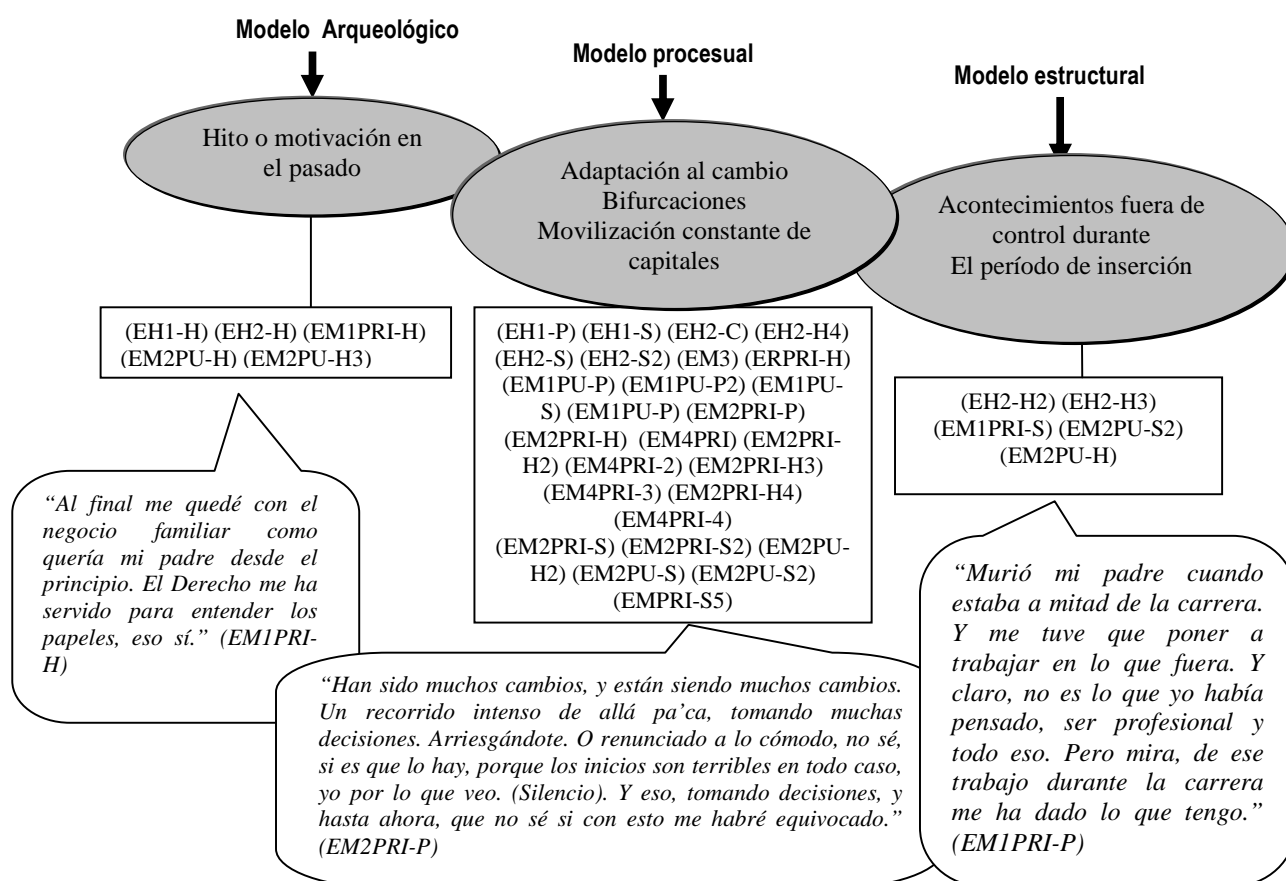 Modelo Arqueológico
Hito o motivación en
el pasado
(EH1-H) (EH2-H) (EM1PRI-H)
(EM2PU-H) (EM2PU-H3)
“Al final me quedé con el
negocio familiar como
quería mi padre desde el
principio. El Derecho me ha
servido para entender los
papeles, eso sí.” (EM1PRI-
H)
Modelo procesual
Adaptación al cambio
Bifurcaciones
Movilización constante de
capitales
(EH1-P) (EH1-S) (EH2-C) (EH2-H4)
(EH2-S) (EH2-S2) (EM3) (ERPRI-H)
(EM1PU-P) (EM1PU-P2) (EM1PU-
S) (EM1PU-P) (EM2PRI-P)
(EM2PRI-H) (EM4PRI) (EM2PRI-
H2) (EM4PRI-2) (EM2PRI-H3)
(EM4PRI-3) (EM2PRI-H4)
(EM4PRI-4)
(EM2PRI-S) (EM2PRI-S2) (EM2PU-
H2) (EM2PU-S) (EM2PU-S2)
(EMPRI-S5)
“Han sido muchos cambios, y están siendo muchos cambios.
Un recorrido intenso de allá pa’ca, tomando muchas
decisiones. Arriesgándote. O renunciado a lo cómodo, no sé,
si es que lo hay, porque los inicios son terribles en todo caso,
yo por lo que veo. (Silencio). Y eso, tomando decisiones, y
hasta ahora, que no sé si con esto me habré equivocado.”
(EM2PRI-P)
Modelo estructural
Acontecimientos fuera de
control durante
El período de inserción
(EH2-H2) (EH2-H3)
(EM1PRI-S) (EM2PU-S2)
(EM2PU-H)
“Murió mi padre cuando
estaba a mitad de la carrera.
Y me tuve que poner a
trabajar en lo que fuera. Y
claro, no es lo que yo había
pensado, ser profesional y
todo eso. Pero mira, de ese
trabajo durante la carrera
me ha dado lo que tengo.”
(EM1PRI-P)